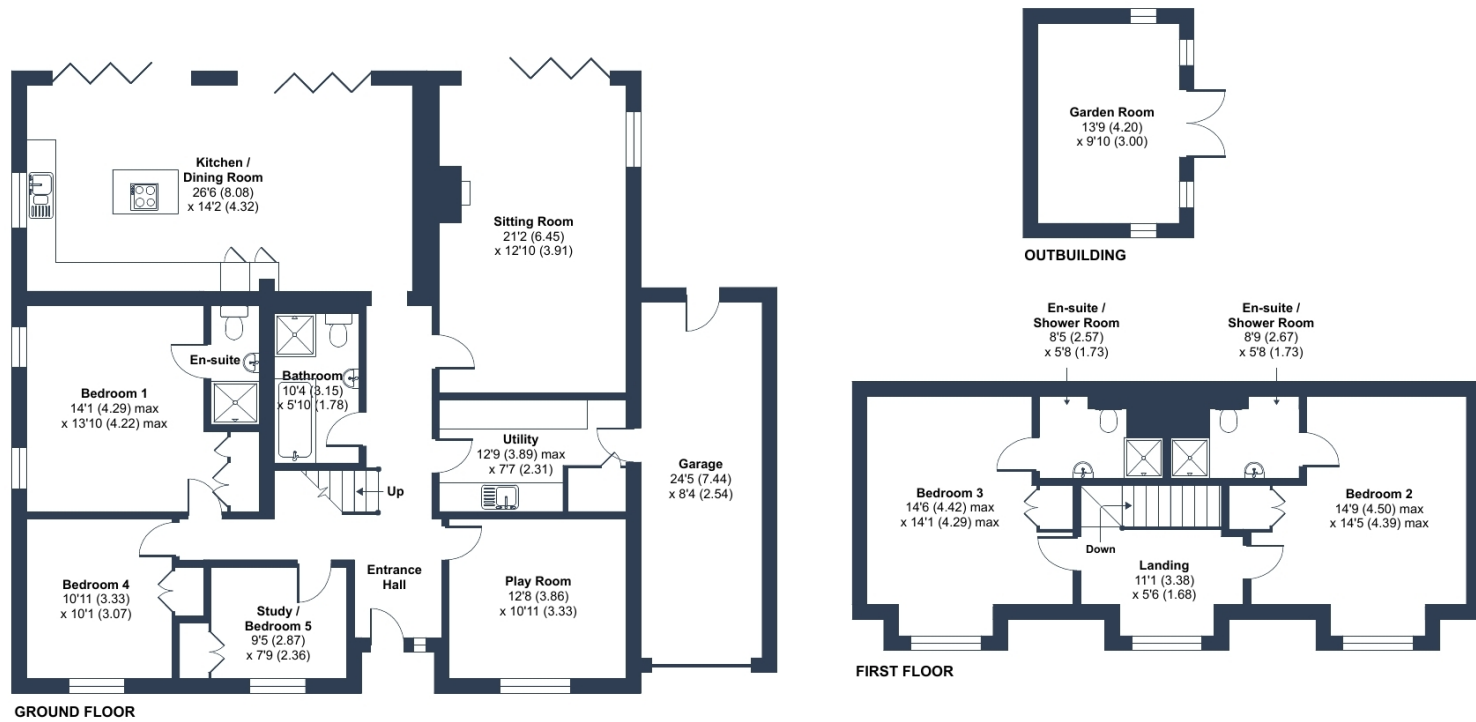 Kitchen /
Dining Room
26'6 (8.08)
x 14'2 (4.32)
Sitting Room
21'2 (6.45)
x 12'10 (3.91)
En-suite
Bedroom 1
14'1 (4.29) max
x 13'10 (4.22) max
Bathroom
10'4 (3.15)
x 5'10 (1.78)
Utility
12'9 (3.89) max
x 7'7 (2.31)
Garage
24'5 (7.44)
x 8'4 (2.54)
Up
Bedroom 4
10'11 (3.33)
x 10'1 (3.07)
Study /
Bedroom 5
9'5 (2.87)
x 7'9 (2.36)
Entrance
Hall
Play Room
12'8 (3.86)
x 10'11 (3.33)
GROUND FLOOR
Garden Room
13'9 (4.20)
x 9'10 (3.00)
OUTBUILDING
En-suite /
Shower Room
8'5 (2.57)
x 5'8 (1.73)
En-suite /
Shower Room
8'9 (2.67)
x 5'8 (1.73)
Bedroom 3
14'6 (4.42) max
x 14'1 (4.29) max
Bedroom 2
14'9 (4.50) max
x 14'5 (4.39) max
Down
Landing
11'1 (3.38)
x 5'6 (1.68)
FIRST FLOOR